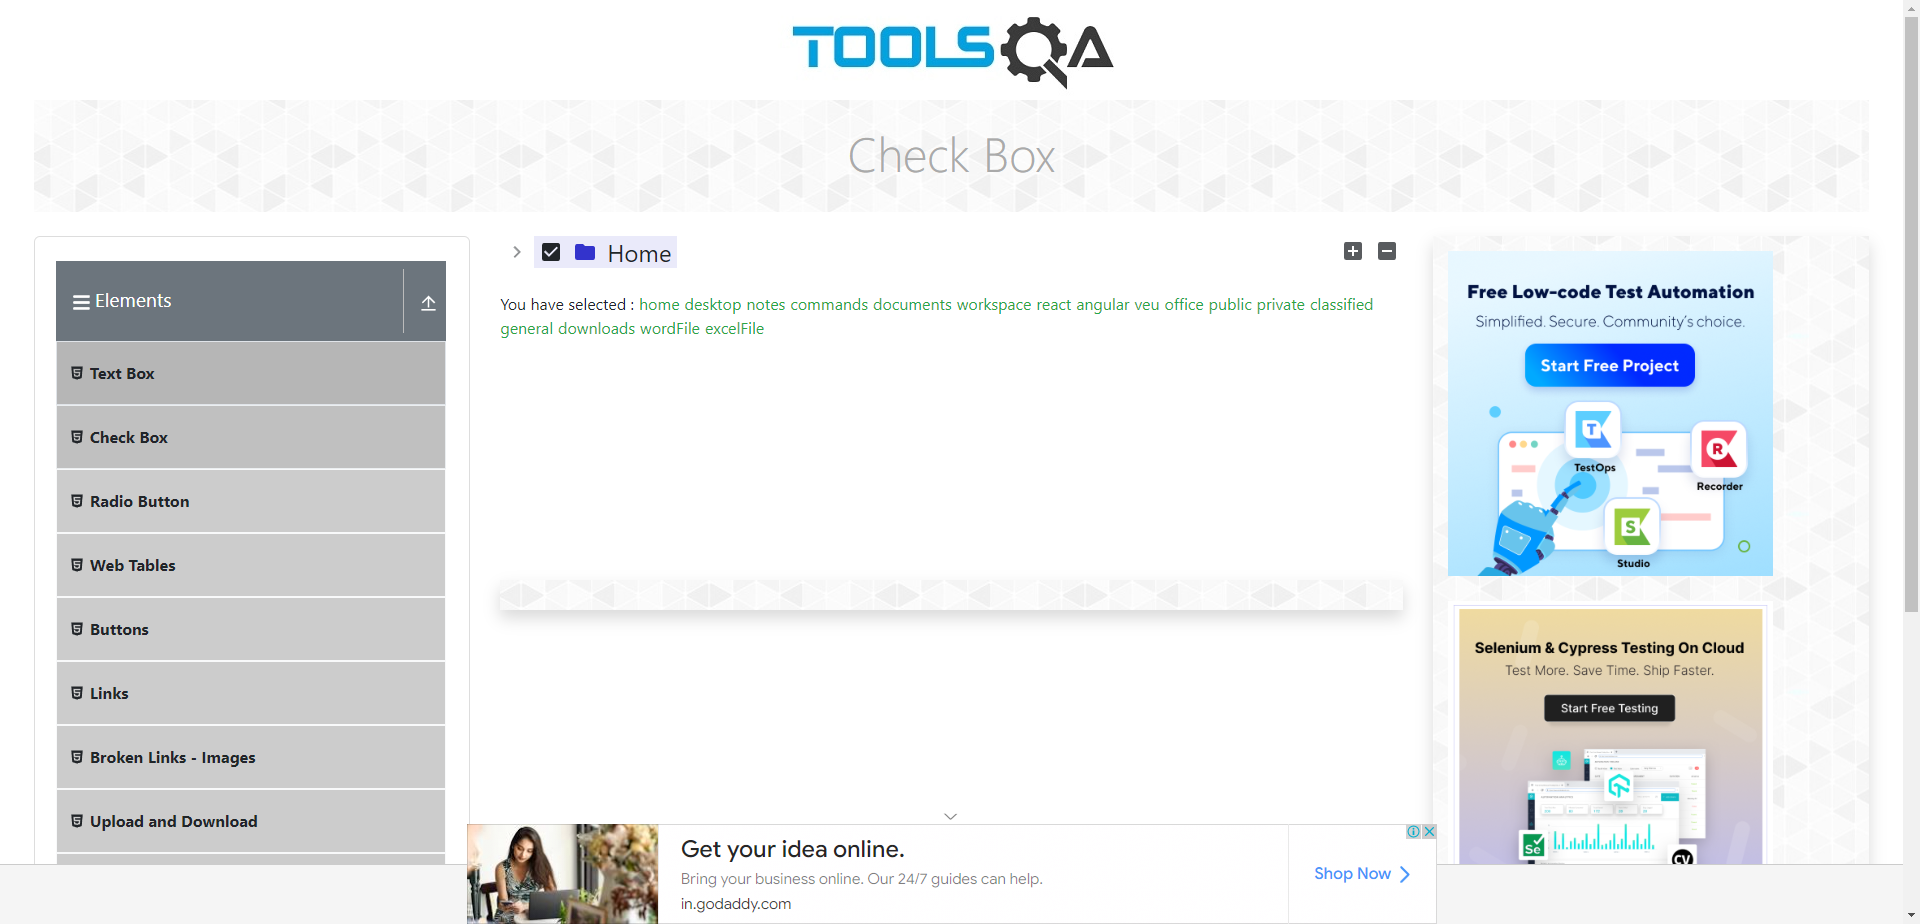 TOOLSQA
Check Box
Elements
Text Box
Check Box
Radio Button
Web Tables
Buttons
Links
Broken Links - Images
Upload and Download
Home
You have selected : home desktop notes commands documents workspace react angular veu office public private classified
general downloads wordFile excelFile
Free Low-code Test Automation
Simplified. Secure. Community's choice.
Start Free Project
T
TestOps
R
Recorder
S
Studio
Selenium & Cypress Testing On Cloud
Test More. Save Time. Ship Faster.
Start Free Testing
Se
CV
Get your idea online.
Bring your business online. Our 24/7 guides can help.
in.godaddy.com
Shop Now